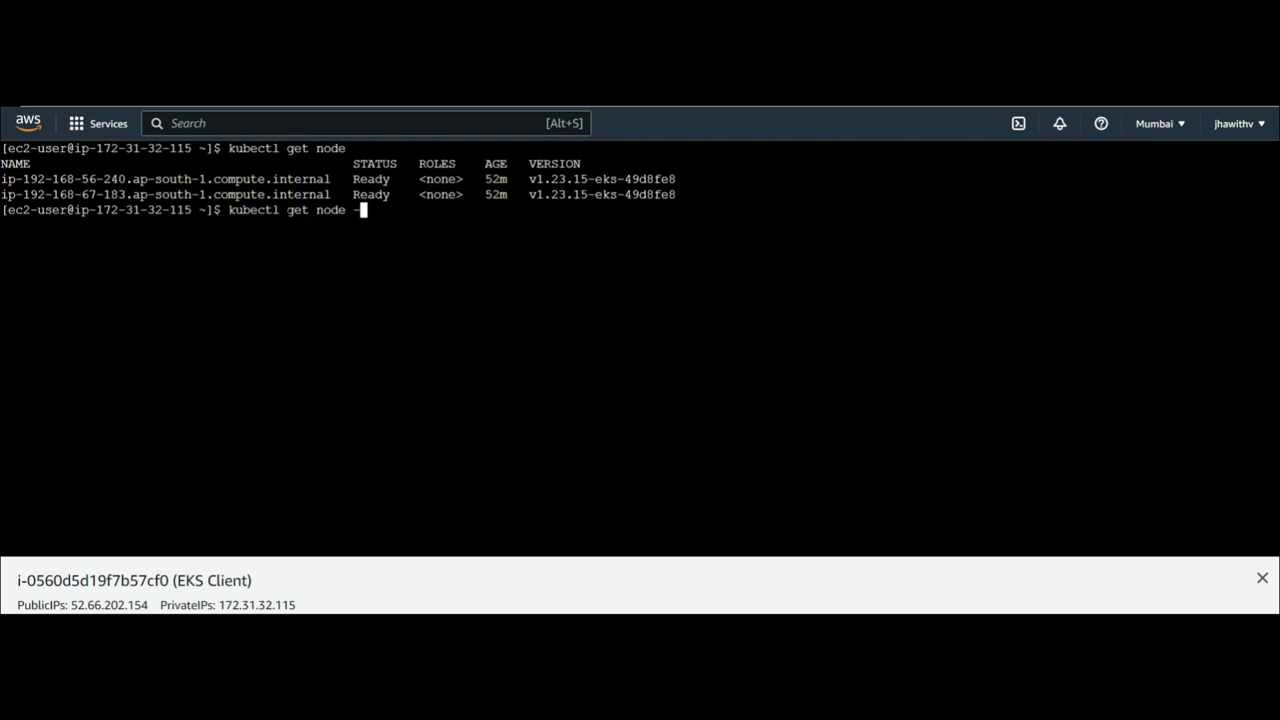 aws Services Search [Alt+S] Mumbai ▼ jhawithv ▼
[ec2-user@ip-172-31-32-115 ~]$ kubectl get node
NAME STATUS ROLES AGE VERSION
ip-192-168-56-240.ap-south-1.compute.internal Ready <none> 52m v1.23.15-eks-49d8fe8
ip-192-168-67-183.ap-south-1.compute.internal Ready <none> 52m v1.23.15-eks-49d8fe8
[ec2-user@ip-172-31-32-115 ~]$ kubectl get node -
i-0560d5d19f7b57cf0 (EKS Client)
PublicIPs: 52.66.202.154 PrivateIPs: 172.31.32.115